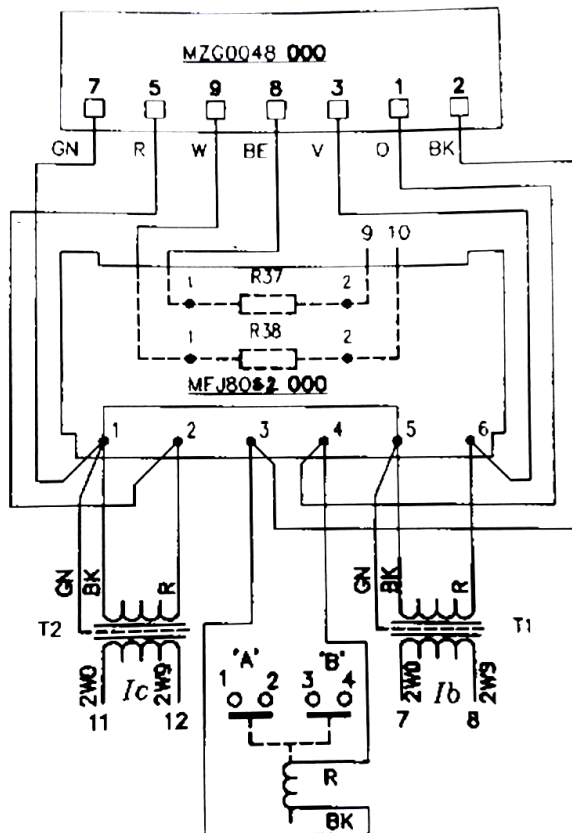 MZG0048 000
7 5 9 8 3 1 2
GN R W BE V O BK
9 10
1 R37 2
1 R38 2
MFJ8052 000
1 2 3 4 5 6
GN BK R GN BK R
T2 T1
"A" "B"
1 2 3 4
2W0 Ic 2W9 2W0 Ib 2W9
11 12 7 8
R
BK